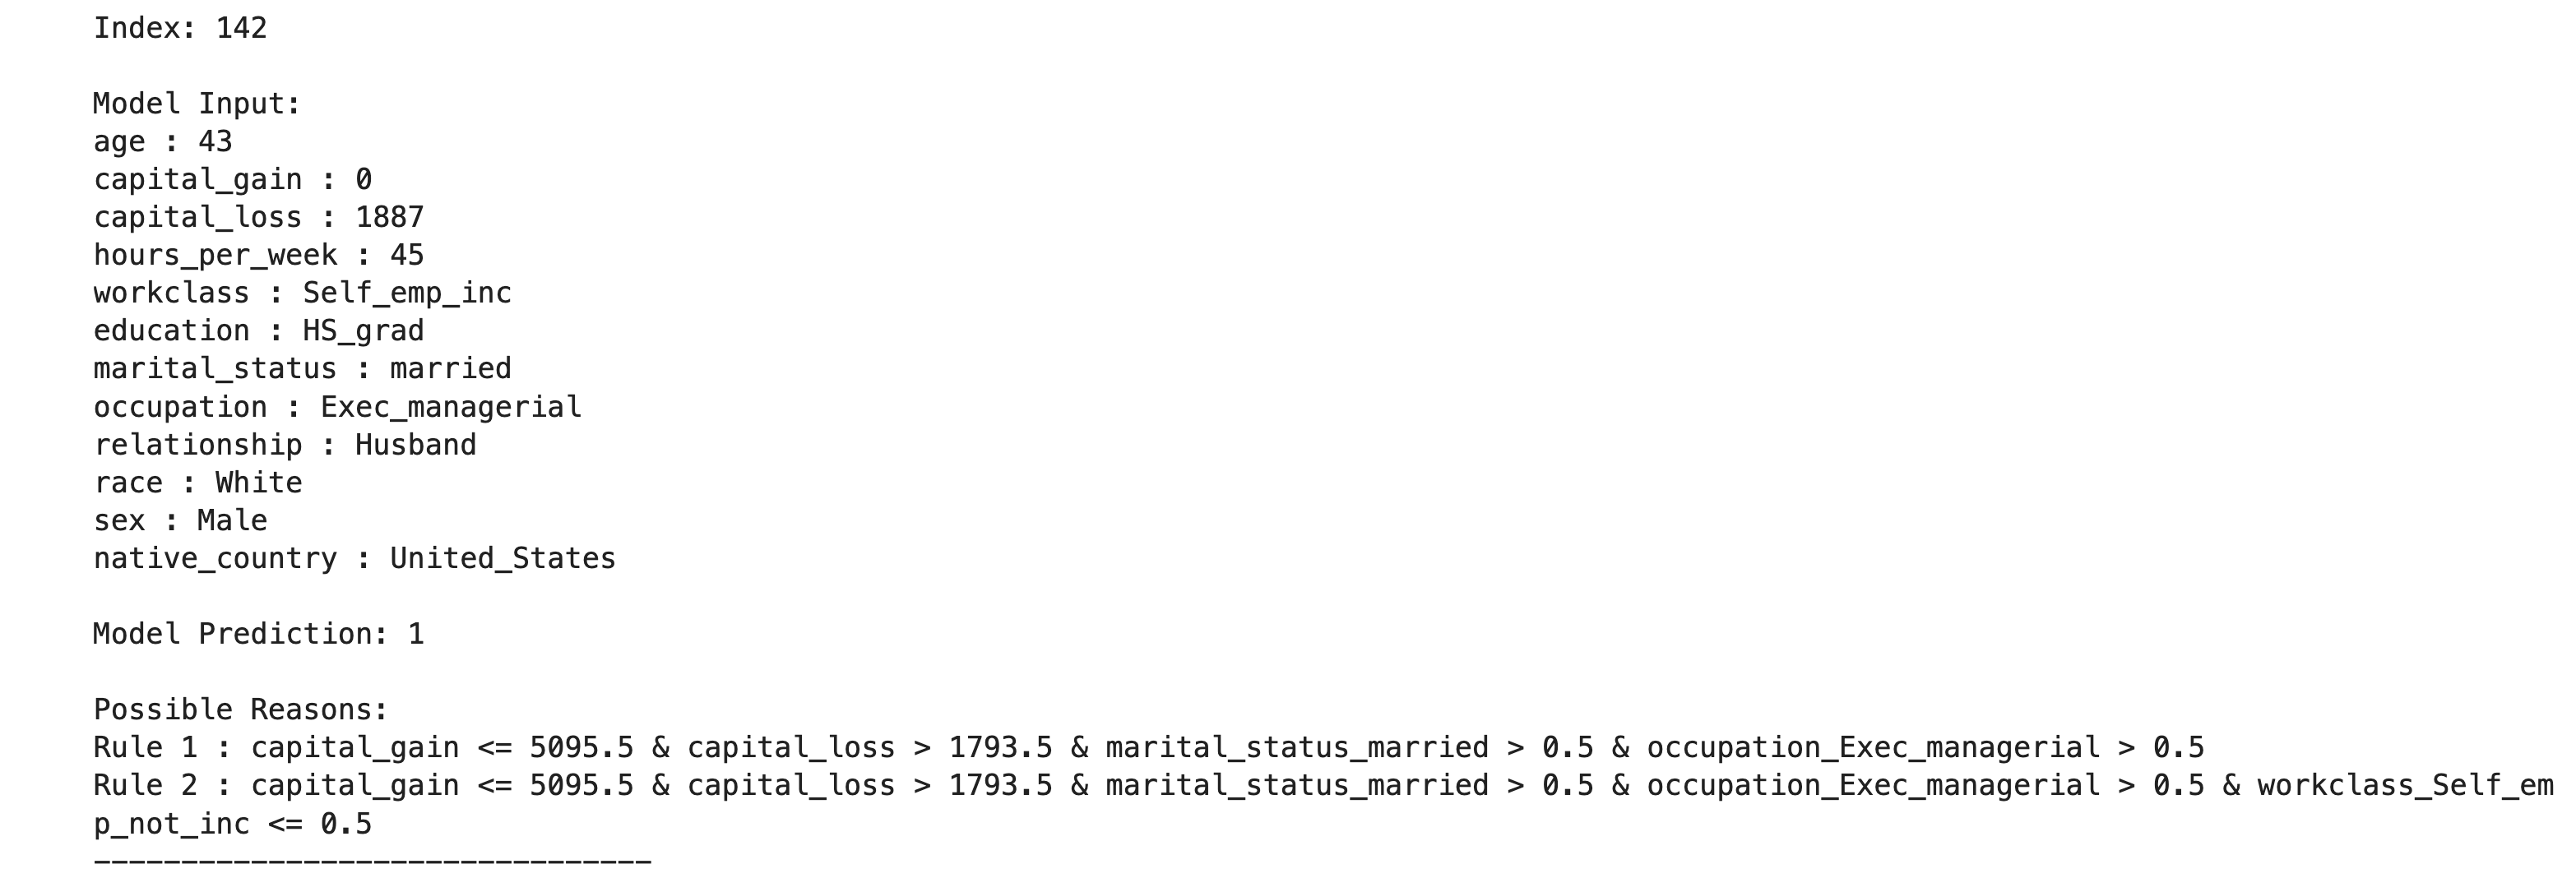 Index: 142
Model Input:
age : 43
capital_gain : 0
capital_loss : 1887
hours_per_week : 45
workclass : Self_emp_inc
education : HS_grad
marital_status : married
occupation : Exec_managerial
relationship : Husband
race : White
sex : Male
native_country : United_States
Model Prediction: 1
Possible Reasons:
Rule 1 : capital_gain <= 5095.5 & capital_loss > 1793.5 & marital_status_married > 0.5 & occupation_Exec_managerial > 0.5
Rule 2 : capital_gain <= 5095.5 & capital_loss > 1793.5 & marital_status_married > 0.5 & occupation_Exec_managerial > 0.5 & workclass_Self_em
p_not_inc <= 0.5
--------------------------------